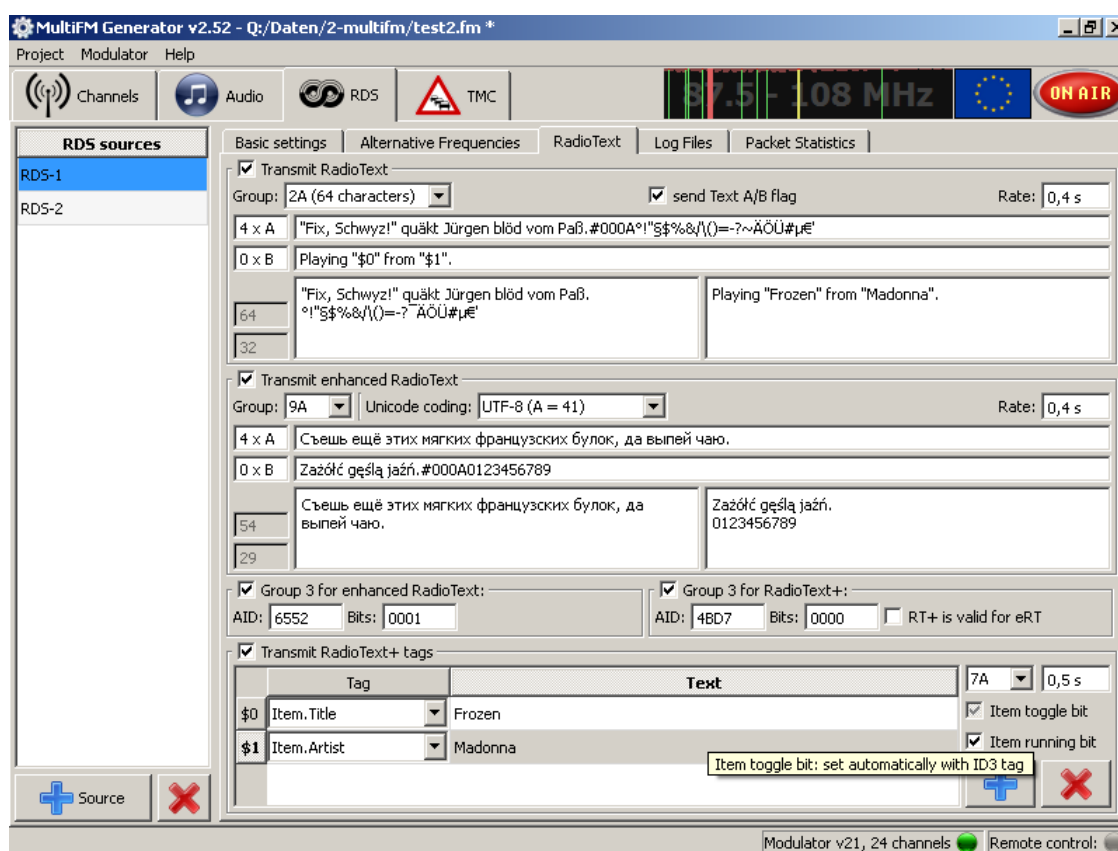 MultiFM Generator v2.52 - Q:/Daten/2-multifm/test2.fm *
Project Modulator Help
Channels Audio RDS TMC 87.5 - 108 MHz ON AIR
RDS sources
RDS-1
RDS-2
Source
Basic settings Alternative Frequencies RadioText Log Files Packet Statistics
Transmit RadioText
Group: 2A (64 characters) send Text A/B flag Rate: 0,4 s
4 x A "Fix, Schwyz!" quäkt Jürgen blöd vom Paß.#000A°!"§$%&/\()=-?~ÄÖÜ#µ€'
0 x B Playing "$0" from "$1".
"Fix, Schwyz!" quäkt Jürgen blöd vom Paß. Playing "Frozen" from "Madonna".
64 °!"§$%&/\()=-?¯ÄÖÜ#µ€'
32
Transmit enhanced RadioText
Group: 9A Unicode coding: UTF-8 (A = 41) Rate: 0,4 s
4 x A Съешь ещё этих мягких французских булок, да выпей чаю.
0 x B Zażółć gęślą jaźń.#000A0123456789
Съешь ещё этих мягких французских булок, да Zażółć gęślą jaźń.
54 выпей чаю. 0123456789
29
Group 3 for enhanced RadioText: Group 3 for RadioText+:
AID: 6552 Bits: 0001 AID: 4BD7 Bits: 0000 RT+ is valid for eRT
Transmit RadioText+ tags
Tag Text 7A 0,5 s
$0 Item.Title Frozen Item toggle bit
$1 Item.Artist Madonna Item running bit
Item toggle bit: set automatically with ID3 tag
Modulator v21, 24 channels Remote control: